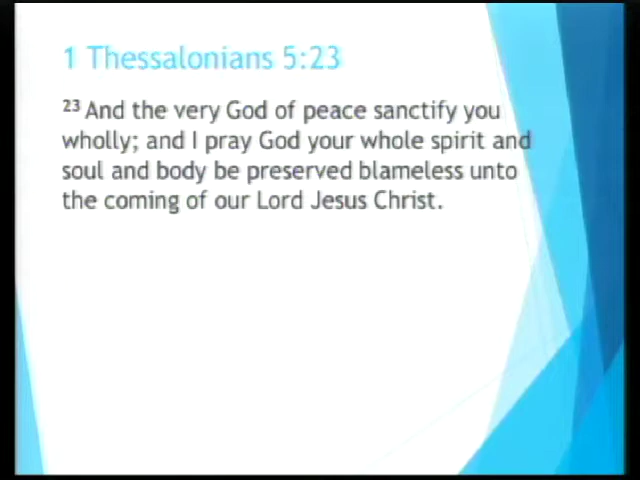 1 Thessalonians 5:23
23 And the very God of peace sanctify you
wholly; and I pray God your whole spirit and
soul and body be preserved blameless unto
the coming of our Lord Jesus Christ.